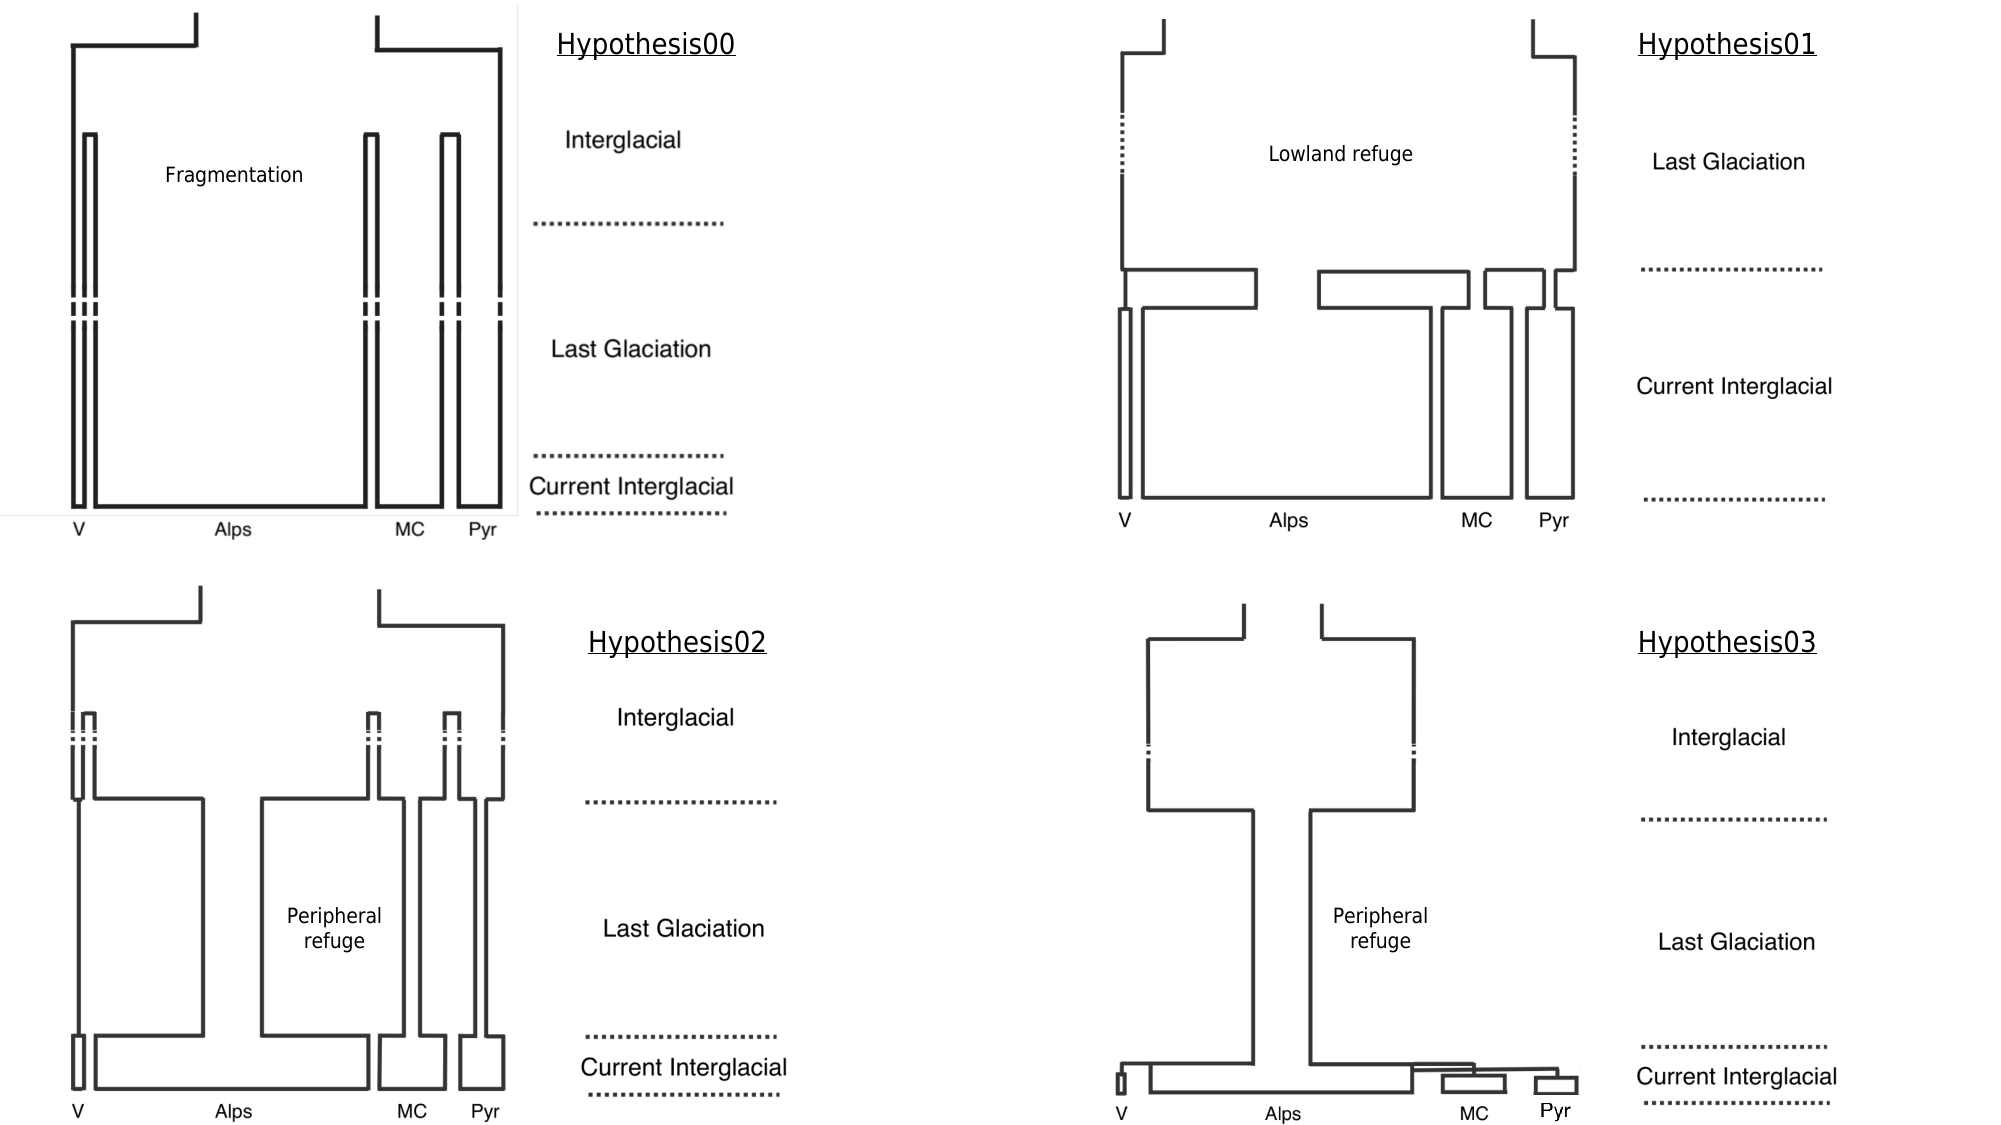 Hypothesis00
Interglacial
Fragmentation
Last Glaciation
Current Interglacial
V Alps MC Pyr
Hypothesis01
Lowland refuge
Last Glaciation
Current Interglacial
V Alps MC Pyr
Hypothesis02
Interglacial
Peripheral
refuge
Last Glaciation
Current Interglacial
V Alps MC Pyr
Hypothesis03
Interglacial
Peripheral
refuge
Last Glaciation
Current Interglacial
V Alps MC Pyr